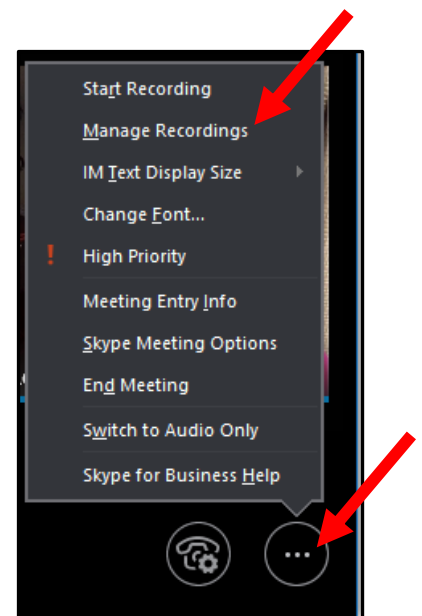 Start Recording
Manage Recordings
IM Text Display Size
Change Font...
! High Priority
Meeting Entry Info
Skype Meeting Options
End Meeting
Switch to Audio Only
Skype for Business Help
...